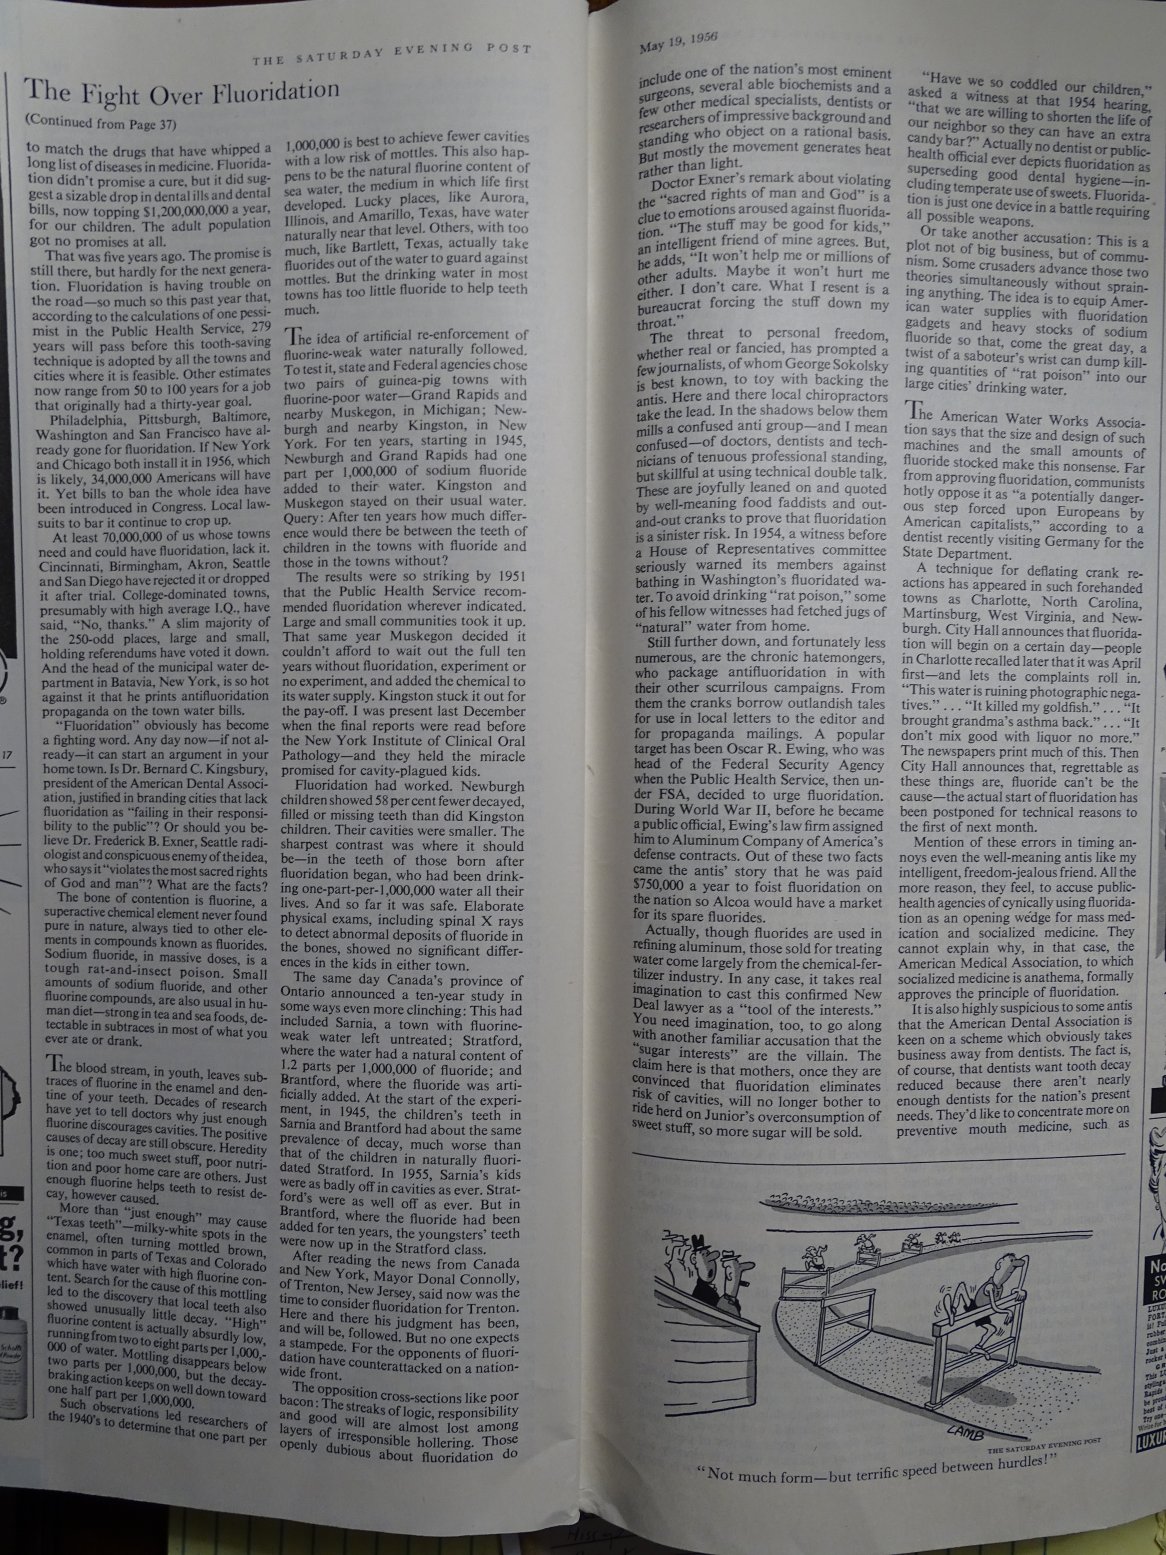 THE SATURDAY EVENING POST
The Fight Over Fluoridation
(Continued from Page 37)
to match the drugs that have whipped a
long list of diseases in medicine. Fluorida-
tion didn't promise a cure, but it did sug-
gest a sizable drop in dental ills and dental
bills, now topping $1,200,000,000 a year,
for our children. The adult population
got no promises at all.
That was five years ago. The promise is
still there, but hardly for the next genera-
tion. Fluoridation is having trouble on
the road—so much so this past year that,
according to the calculations of one pessi-
mist in the Public Health Service, 279
years will pass before this tooth-saving
technique is adopted by all the towns and
cities where it is feasible. Other estimates
now range from 50 to 100 years for a job
that originally had a thirty-year goal.
Philadelphia, Pittsburgh, Baltimore,
Washington and San Francisco have al-
ready gone for fluoridation. If New York
and Chicago both install it in 1956, which
is likely, 34,000,000 Americans will have
it. Yet bills to ban the whole idea have
been introduced in Congress. Local law-
suits to bar it continue to crop up.
At least 70,000,000 of us whose towns
need and could have fluoridation, lack it.
Cincinnati, Birmingham, Akron, Seattle
and San Diego have rejected it or dropped
it after trial. College-dominated towns,
presumably with high average I.Q., have
said, "No, thanks." A slim majority of
the 250-odd places, large and small,
holding referendums have voted it down.
And the head of the municipal water de-
partment in Batavia, New York, is so hot
against it that he prints antifluoridation
propaganda on the town water bills.
"Fluoridation" obviously has become
a fighting word. Any day now—if not al-
ready—it can start an argument in your
home town. Is Dr. Bernard C. Kingsbury,
president of the American Dental Associ-
ation, justified in branding cities that lack
fluoridation as "failing in their responsi-
bility to the public"? Or should you be-
lieve Dr. Frederick B. Exner, Seattle radi-
ologist and conspicuous enemy of the idea,
who says it "violates the most sacred rights
of God and man"? What are the facts?
The bone of contention is fluorine, a
superactive chemical element never found
pure in nature, always tied to other ele-
ments in compounds known as fluorides.
Sodium fluoride, in massive doses, is a
tough rat-and-insect poison. Small
amounts of sodium fluoride, and other
fluorine compounds, are also usual in hu-
man diet—strong in tea and sea foods, de-
tectable in subtraces in most of what you
ever ate or drank.
The blood stream, in youth, leaves sub-
traces of fluorine in the enamel and den-
tine of your teeth. Decades of research
have yet to tell doctors why just enough
fluorine discourages cavities. The positive
causes of decay are still obscure. Heredity
is one; too much sweet stuff, poor nutri-
tion and poor home care are others. Just
enough fluorine helps teeth to resist de-
cay, however caused.
More than "just enough" may cause
"Texas teeth"—milky-white spots in the
enamel, often turning mottled brown,
common in parts of Texas and Colorado
which have water with high fluorine con-
tent. Search for the cause of this mottling
led to the discovery that local teeth also
showed unusually little decay. "High"
fluorine content is actually absurdly low,
running from two to eight parts per 1,000,-
000 of water. Mottling disappears below
two parts per 1,000,000, but the decay-
braking action keeps on well down toward
one half part per 1,000,000.
Such observations led researchers of
the 1940's to determine that one part per
1,000,000 is best to achieve fewer cavities
with a low risk of mottles. This also hap-
pens to be the natural fluorine content of
sea water, the medium in which life first
developed. Lucky places, like Aurora,
Illinois, and Amarillo, Texas, have water
naturally near that level. Others, with too
much, like Bartlett, Texas, actually take
fluorides out of the water to guard against
mottles. But the drinking water in most
towns has too little fluoride to help teeth
much.
The idea of artificial re-enforcement of
fluorine-weak water naturally followed.
To test it, state and Federal agencies chose
two pairs of guinea-pig towns with
fluorine-poor water—Grand Rapids and
nearby Muskegon, in Michigan; New-
burgh and nearby Kingston, in New
York. For ten years, starting in 1945,
Newburgh and Grand Rapids had one
part per 1,000,000 of sodium fluoride
added to their water. Kingston and
Muskegon stayed on their usual water.
Query: After ten years how much differ-
ence would there be between the teeth of
children in the towns with fluoride and
those in the towns without?
The results were so striking by 1951
that the Public Health Service recom-
mended fluoridation wherever indicated.
Large and small communities took it up.
That same year Muskegon decided it
couldn't afford to wait out the full ten
years without fluoridation, experiment or
no experiment, and added the chemical to
its water supply. Kingston stuck it out for
the pay-off. I was present last December
when the final reports were read before
the New York Institute of Clinical Oral
Pathology—and they held the miracle
promised for cavity-plagued kids.
Fluoridation had worked. Newburgh
children showed 58 per cent fewer decayed,
filled or missing teeth than did Kingston
children. Their cavities were smaller. The
sharpest contrast was where it should
be—in the teeth of those born after
fluoridation began, who had been drink-
ing one-part-per-1,000,000 water all their
lives. And so far it was safe. Elaborate
physical exams, including spinal X rays
to detect abnormal deposits of fluoride in
the bones, showed no significant differ-
ences in the kids in either town.
The same day Canada's province of
Ontario announced a ten-year study in
some ways even more clinching: This had
included Sarnia, a town with fluorine-
weak water left untreated; Stratford,
where the water had a natural content of
1.2 parts per 1,000,000 of fluoride; and
Brantford, where the fluoride was arti-
ficially added. At the start of the experi-
ment, in 1945, the children's teeth in
Sarnia and Brantford had about the same
prevalence of decay, much worse than
that of the children in naturally fluori-
dated Stratford. In 1955, Sarnia's kids
were as badly off in cavities as ever. Strat-
ford's were as well off as ever. But in
Brantford, where the fluoride had been
added for ten years, the youngsters' teeth
were now up in the Stratford class.
After reading the news from Canada
and New York, Mayor Donal Connolly,
of Trenton, New Jersey, said now was the
time to consider fluoridation for Trenton.
Here and there his judgment has been,
and will be, followed. But no one expects
a stampede. For the opponents of fluori-
dation have counterattacked on a nation-
wide front.
The opposition cross-sections like poor
bacon: The streaks of logic, responsibility
and good will are almost lost among
layers of irresponsible hollering. Those
openly dubious about fluoridation do
May 19, 1956
include one of the nation's most eminent
surgeons, several able biochemists and a
few other medical specialists, dentists or
researchers of impressive background and
standing who object on a rational basis.
But mostly the movement generates heat
rather than light.
Doctor Exner's remark about violating
the "sacred rights of man and God" is a
clue to emotions aroused against fluorida-
tion. "The stuff may be good for kids,"
an intelligent friend of mine agrees. But,
he adds, "It won't help me or millions of
other adults. Maybe it won't hurt me
either. I don't care. What I resent is a
bureaucrat forcing the stuff down my
throat."
The threat to personal freedom,
whether real or fancied, has prompted a
few journalists, of whom George Sokolsky
is best known, to toy with backing the
antis. Here and there local chiropractors
take the lead. In the shadows below them
mills a confused anti group—and I mean
confused—of doctors, dentists and tech-
nicians of tenuous professional standing,
but skillful at using technical double talk.
These are joyfully leaned on and quoted
by well-meaning food faddists and out-
and-out cranks to prove that fluoridation
is a sinister risk. In 1954, a witness before
a House of Representatives committee
seriously warned its members against
bathing in Washington's fluoridated wa-
ter. To avoid drinking "rat poison," some
of his fellow witnesses had fetched jugs of
"natural" water from home.
Still further down, and fortunately less
numerous, are the chronic hatemongers,
who package antifluoridation in with
their other scurrilous campaigns. From
them the cranks borrow outlandish tales
for use in local letters to the editor and
for propaganda mailings. A popular
target has been Oscar R. Ewing, who was
head of the Federal Security Agency
when the Public Health Service, then un-
der FSA, decided to urge fluoridation.
During World War II, before he became
a public official, Ewing's law firm assigned
him to Aluminum Company of America's
defense contracts. Out of these two facts
came the antis' story that he was paid
$750,000 a year to foist fluoridation on
the nation so Alcoa would have a market
for its spare fluorides.
Actually, though fluorides are used in
refining aluminum, those sold for treating
water come largely from the chemical-fer-
tilizer industry. In any case, it takes real
imagination to cast this confirmed New
Deal lawyer as a "tool of the interests."
You need imagination, too, to go along
with another familiar accusation that the
"sugar interests" are the villain. The
claim here is that mothers, once they are
convinced that fluoridation eliminates
risk of cavities, will no longer bother to
ride herd on Junior's overconsumption of
sweet stuff, so more sugar will be sold.
"Have we so coddled our children,"
asked a witness at that 1954 hearing,
"that we are willing to shorten the life of
our neighbor so they can have an extra
candy bar?" Actually no dentist or public-
health official ever depicts fluoridation as
superseding good dental hygiene—in-
cluding temperate use of sweets. Fluorida-
tion is just one device in a battle requiring
all possible weapons.
Or take another accusation: This is a
plot not of big business, but of commu-
nism. Some crusaders advance those two
theories simultaneously without sprain-
ing anything. The idea is to equip Amer-
ican water supplies with fluoridation
gadgets and heavy stocks of sodium
fluoride so that, come the great day, a
twist of a saboteur's wrist can dump kill-
ing quantities of "rat poison" into our
large cities' drinking water.
The American Water Works Associa-
tion says that the size and design of such
machines and the small amounts of
fluoride stocked make this nonsense. Far
from approving fluoridation, communists
hotly oppose it as "a potentially danger-
ous step forced upon Europeans by
American capitalists," according to a
dentist recently visiting Germany for the
State Department.
A technique for deflating crank re-
actions has appeared in such forehanded
towns as Charlotte, North Carolina,
Martinsburg, West Virginia, and New-
burgh. City Hall announces that fluorida-
tion will begin on a certain day—people
in Charlotte recalled later that it was April
first—and lets the complaints roll in.
"This water is ruining photographic nega-
tives." . . . "It killed my goldfish." . . . "It
brought grandma's asthma back." . . . "It
don't mix good with liquor no more."
The newspapers print much of this. Then
City Hall announces that, regrettable as
these things are, fluoride can't be the
cause—the actual start of fluoridation has
been postponed for technical reasons to
the first of next month.
Mention of these errors in timing an-
noys even the well-meaning antis like my
intelligent, freedom-jealous friend. All the
more reason, they feel, to accuse public-
health agencies of cynically using fluorida-
tion as an opening wedge for mass med-
ication and socialized medicine. They
cannot explain why, in that case, the
American Medical Association, to which
socialized medicine is anathema, formally
approves the principle of fluoridation.
It is also highly suspicious to some antis
that the American Dental Association is
keen on a scheme which obviously takes
business away from dentists. The fact is,
of course, that dentists want tooth decay
reduced because there aren't nearly
enough dentists for the nation's present
needs. They'd like to concentrate more on
preventive mouth medicine, such as
LAMB
THE SATURDAY EVENING POST
"Not much form—but terrific speed between hurdles!"